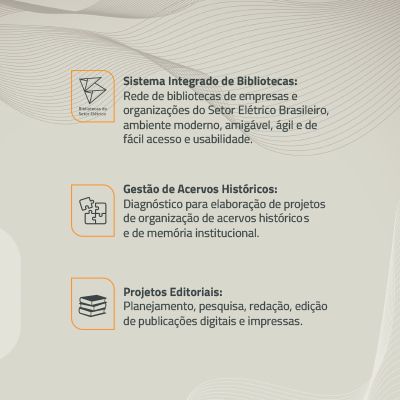 Sistema Integrado de Bibliotecas:
Rede de bibliotecas de empresas e
organizações do Setor Elétrico Brasileiro,
ambiente moderno, amigável, ágil e de
fácil acesso e usabilidade.
Bibliotecas do
Setor Elétrico
Gestão de Acervos Históricos:
Diagnóstico para elaboração de projetos
de organização de acervos históricos
e de memória institucional.
Projetos Editoriais:
Planejamento, pesquisa, redação, edição
de publicações digitais e impressas.